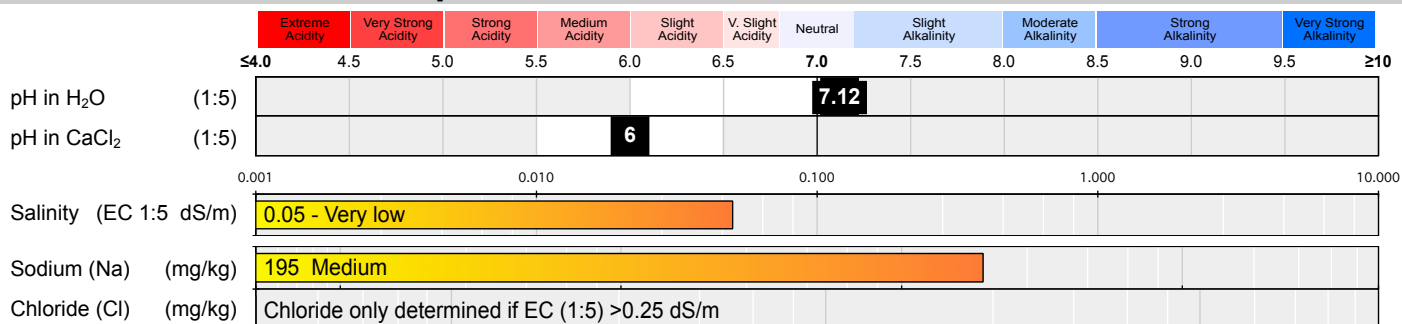 Extreme Acidity Very Strong Acidity Strong Acidity Medium Acidity Slight Acidity V. Slight Acidity Neutral Slight Alkalinity Moderate Alkalinity Strong Alkalinity Very Strong Alkalinity
≤4.0 4.5 5.0 5.5 6.0 6.5 7.0 7.5 8.0 8.5 9.0 9.5 ≥10
pH in H₂O (1:5) 7.12
pH in CaCl₂ (1:5) 6
0.001 0.010 0.100 1.000 10.000
Salinity (EC 1:5 dS/m) 0.05 - Very low
Sodium (Na) (mg/kg) 195 Medium
Chloride (Cl) (mg/kg) Chloride only determined if EC (1:5) >0.25 dS/m